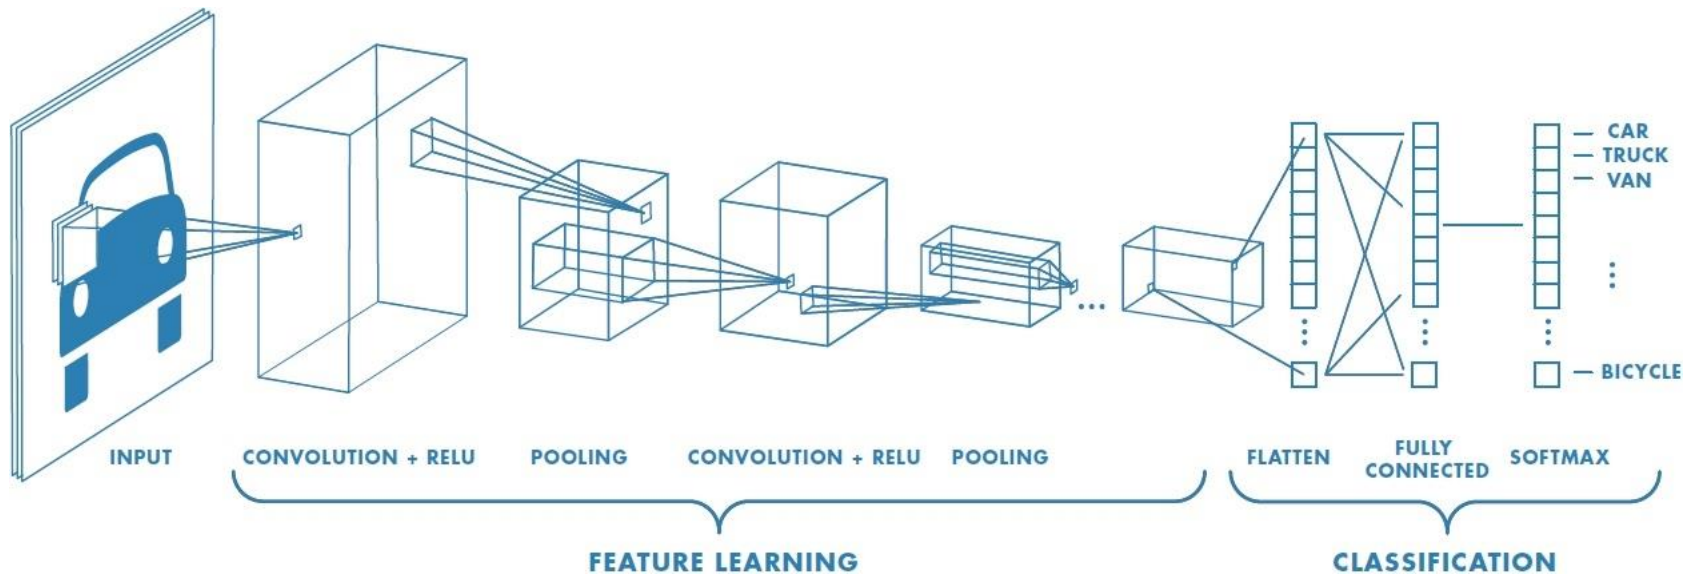 CAR
TRUCK
VAN
BICYCLE
INPUT
CONVOLUTION + RELU
POOLING
CONVOLUTION + RELU
POOLING
FLATTEN
FULLY
CONNECTED
SOFTMAX
FEATURE LEARNING
CLASSIFICATION